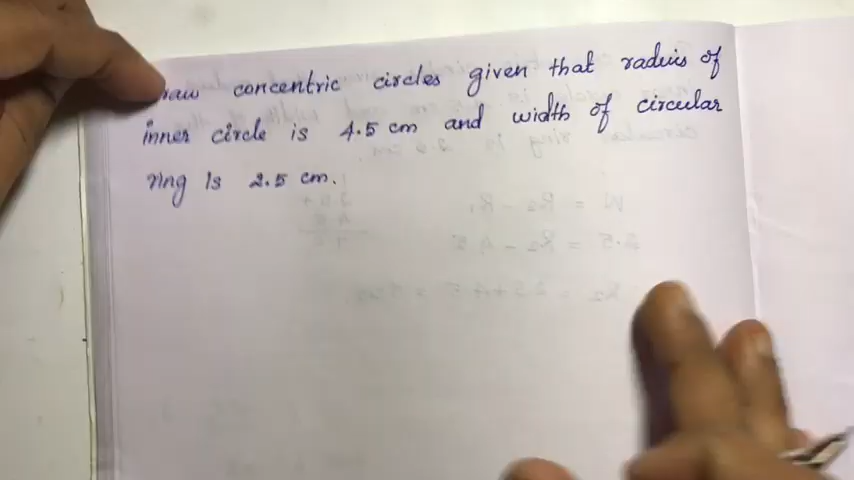 raw concentric circles given that radius of
inner circle is 4.5 cm and width of circular
ring is 2.5 cm.